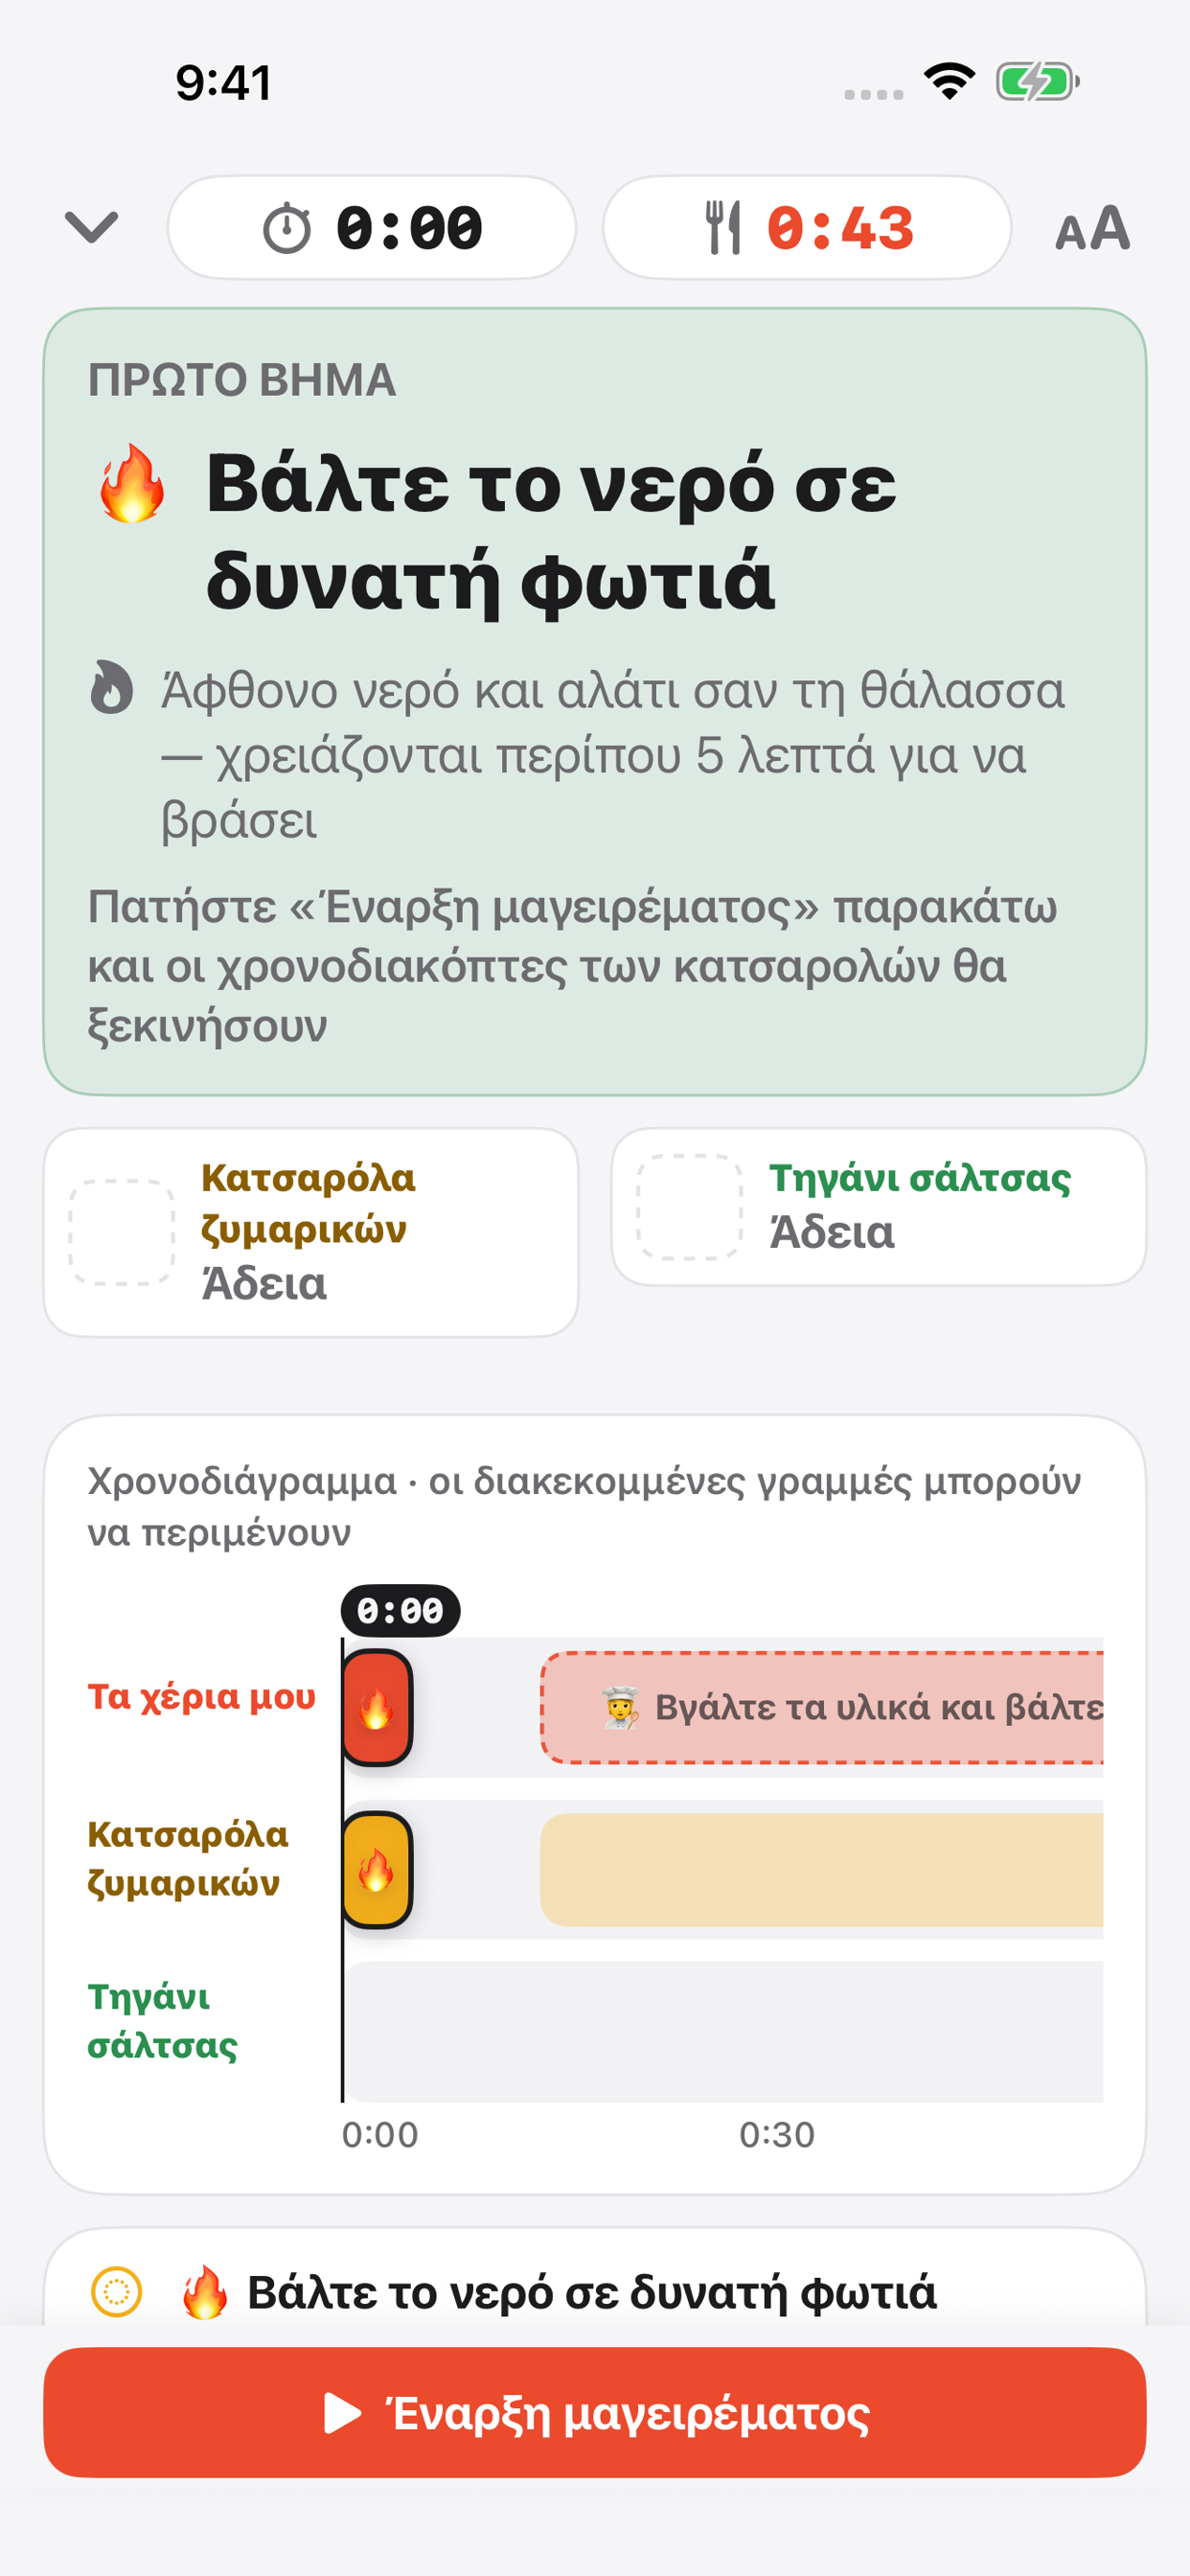 9:41
0:00
0:43
AA
ΠΡΩΤΟ ΒΗΜΑ
Βάλτε το νερό σε
δυνατή φωτιά
Άφθονο νερό και αλάτι σαν τη θάλασσα
— χρειάζονται περίπου 5 λεπτά για να
βράσει
Πατήστε «Έναρξη μαγειρέματος» παρακάτω
και οι χρονοδιακόπτες των κατσαρολών θα
ξεκινήσουν
Κατσαρόλα
ζυμαρικών
Άδεια
Τηγάνι σάλτσας
Άδεια
Χρονοδιάγραμμα · οι διακεκομμένες γραμμές μπορούν
να περιμένουν
0:00
Τα χέρια μου
Βγάλτε τα υλικά και βάλτε
Κατσαρόλα
ζυμαρικών
Τηγάνι
σάλτσας
0:00
0:30
Βάλτε το νερό σε δυνατή φωτιά
Έναρξη μαγειρέματος